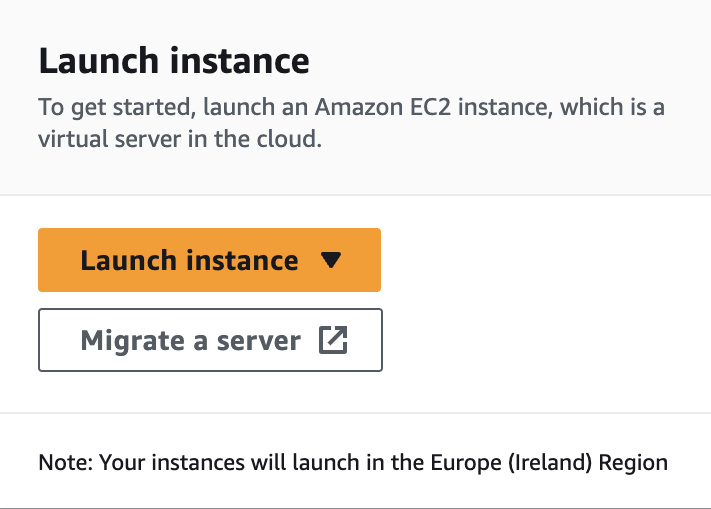 Launch instance
To get started, launch an Amazon EC2 instance, which is a
virtual server in the cloud.
Launch instance
Migrate a server
Note: Your instances will launch in the Europe (Ireland) Region